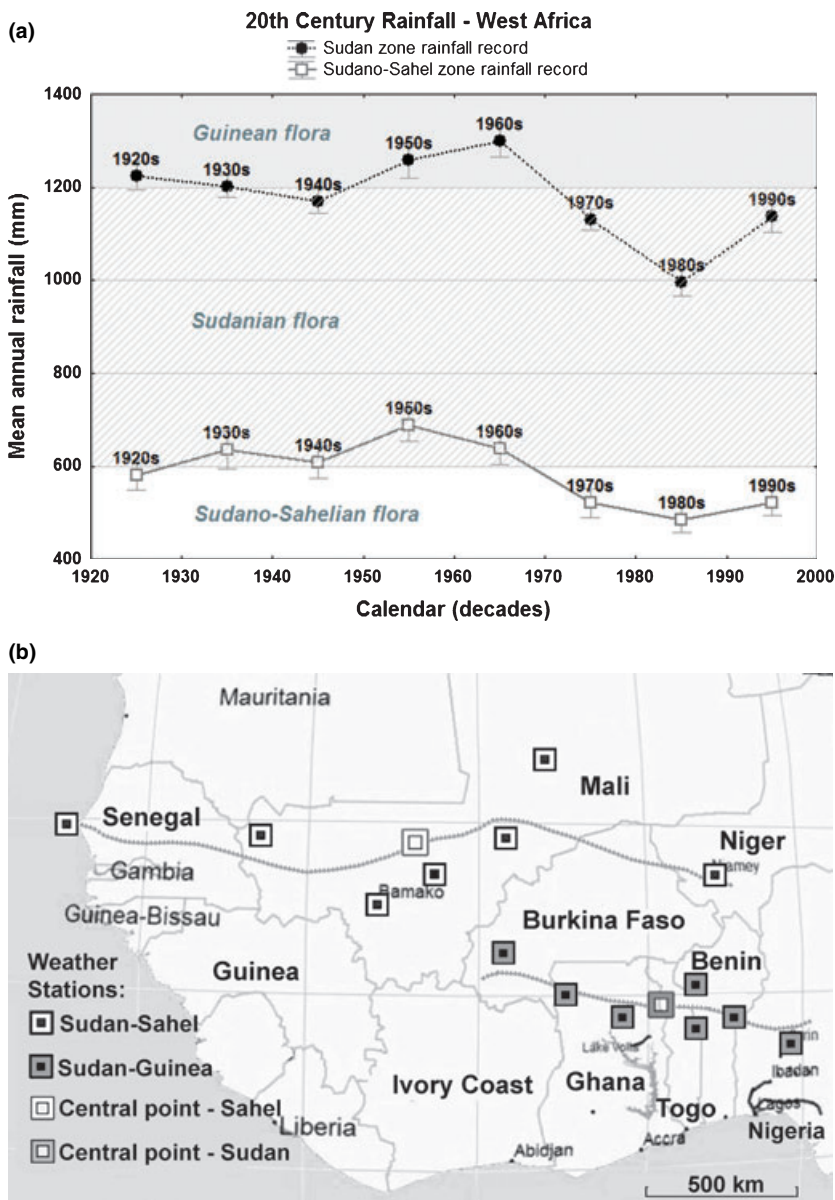 (a)
20th Century Rainfall - West Africa
Sudan zone rainfall record
Sudano-Sahel zone rainfall record
Mean annual rainfall (mm)
1400
1200
1000
800
600
400
Guinean flora
1920s
1930s
1940s
1950s
1960s
1970s
1980s
1990s
Sudanian flora
1920s
1930s
1940s
1950s
1960s
1970s
1980s
1990s
Sudano-Sahelian flora
1920 1930 1940 1950 1960 1970 1980 1990 2000
Calendar (decades)
(b)
Mauritania
Mali
Senegal
Niger
Gambia
Niamey
Bamako
Guinea-Bissau
Burkina Faso
Benin
Guinea
Weather
Stations:
Sudan-Sahel
Sudan-Guinea
Central point - Sahel
Central point - Sudan
Lake Volta
Ibadan
Ivory Coast
Ghana
Togo
Lagos
Nigeria
Liberia
Accra
Abidjan
500 km